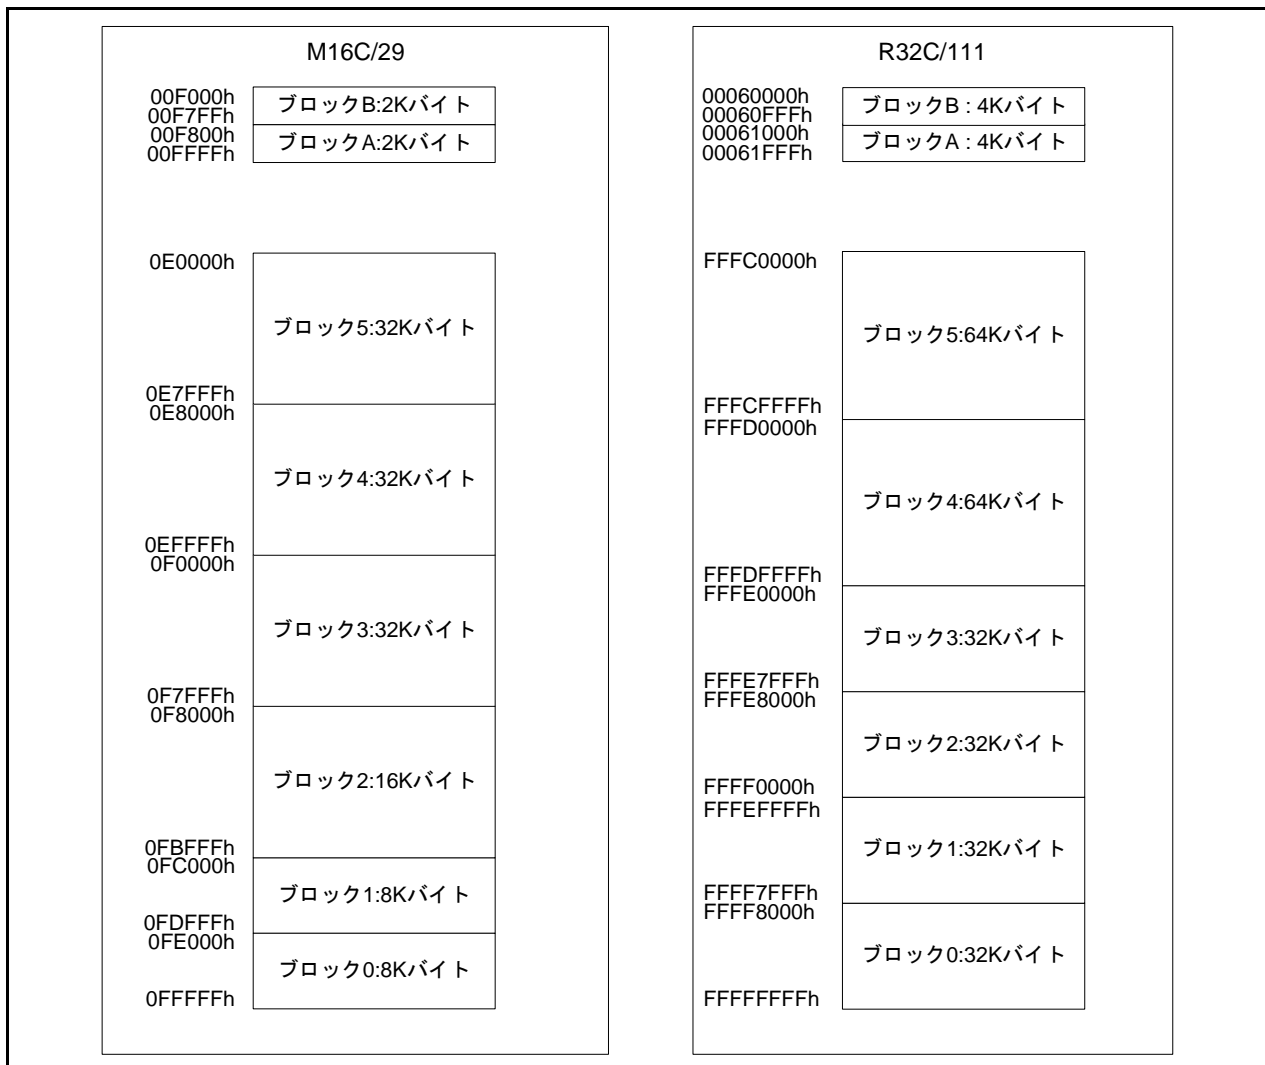 M16C/29
00F000h
00F7FFh
00F800h
00FFFFh
ブロックB:2Kバイト
ブロックA:2Kバイト
0E0000h
ブロック5:32Kバイト
0E7FFFh
0E8000h
ブロック4:32Kバイト
0EFFFFh
0F0000h
ブロック3:32Kバイト
0F7FFFh
0F8000h
ブロック2:16Kバイト
0FBFFFh
0FC000h
ブロック1:8Kバイト
0FDFFFh
0FE000h
ブロック0:8Kバイト
0FFFFFh
R32C/111
00060000h
00060FFFh
00061000h
00061FFFh
ブロックB : 4Kバイト
ブロックA : 4Kバイト
FFFC0000h
ブロック5:64Kバイト
FFFCFFFFh
FFFD0000h
ブロック4:64Kバイト
FFFDFFFFh
FFFE0000h
ブロック3:32Kバイト
FFFE7FFFh
FFFE8000h
ブロック2:32Kバイト
FFFF0000h
FFFEFFFFh
ブロック1:32Kバイト
FFFF7FFFh
FFFF8000h
ブロック0:32Kバイト
FFFFFFFFh